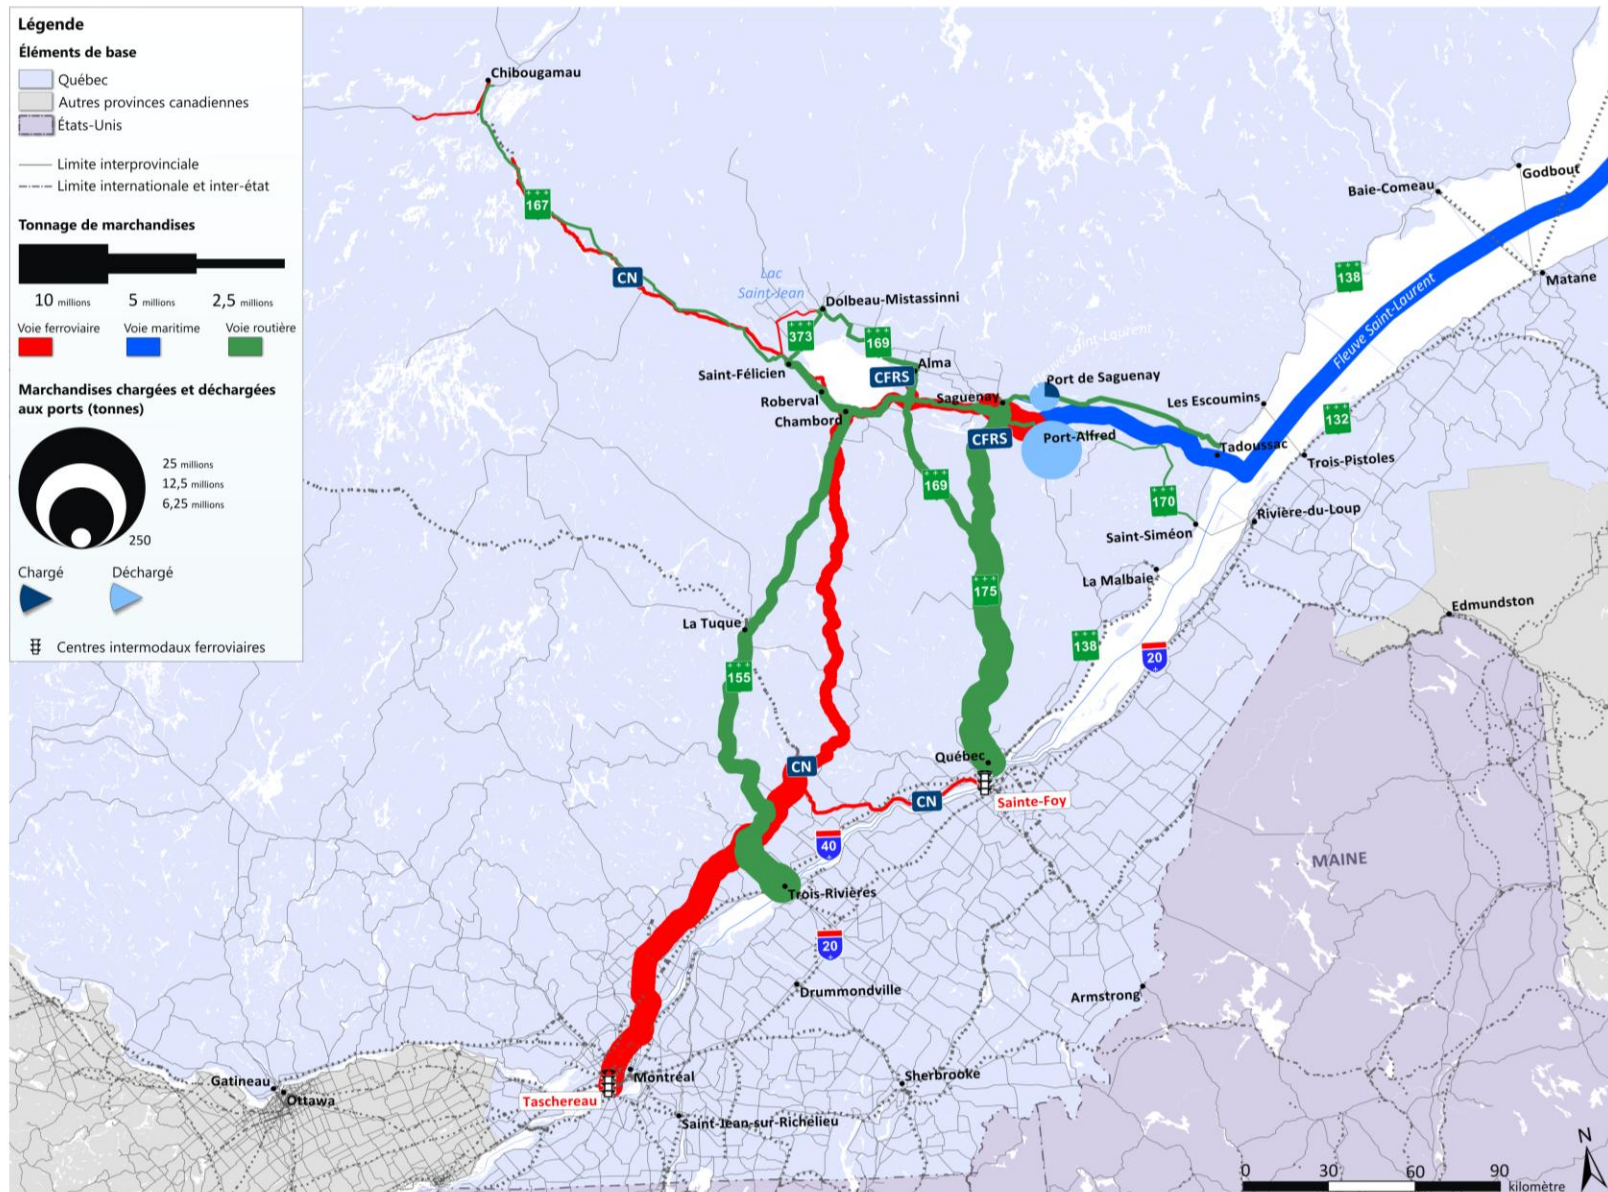 Légende
Éléments de base
Québec
Autres provinces canadiennes
États-Unis
Limite interprovinciale
Limite internationale et inter-état
Tonnage de marchandises
10 millions 5 millions 2,5 millions
Voie ferroviaire Voie maritime Voie routière
Marchandises chargées et déchargées
aux ports (tonnes)
25 millions
12,5 millions
6,25 millions
250
Chargé Déchargé
Centres intermodaux ferroviaires
Chibougamau
167
CN
Lac
Saint-Jean
Dolbeau-Mistassinni
373
169
Alma
CFRS
Saint-Félicien
Roberval
Chambord
Saguenay
CFRS
Fleuve Saint-Laurent
Port de Saguenay
Port-Alfred
Les Escoumins
Tadoussac
Baie-Comeau
Godbout
138
Matane
Fleuve Saint-Laurent
132
Trois-Pistoles
169
170
Saint-Siméon
Rivière-du-Loup
La Malbaie
175
138
20
Edmundston
La Tuque
155
CN
Québec
CN
Sainte-Foy
40
MAINE
Trois-Rivières
20
Drummondville
Armstrong
Gatineau
Ottawa
Montréal
Taschereau
Sherbrooke
Saint-Jean-sur-Richelieu
N
0 30 60 90
kilomètre